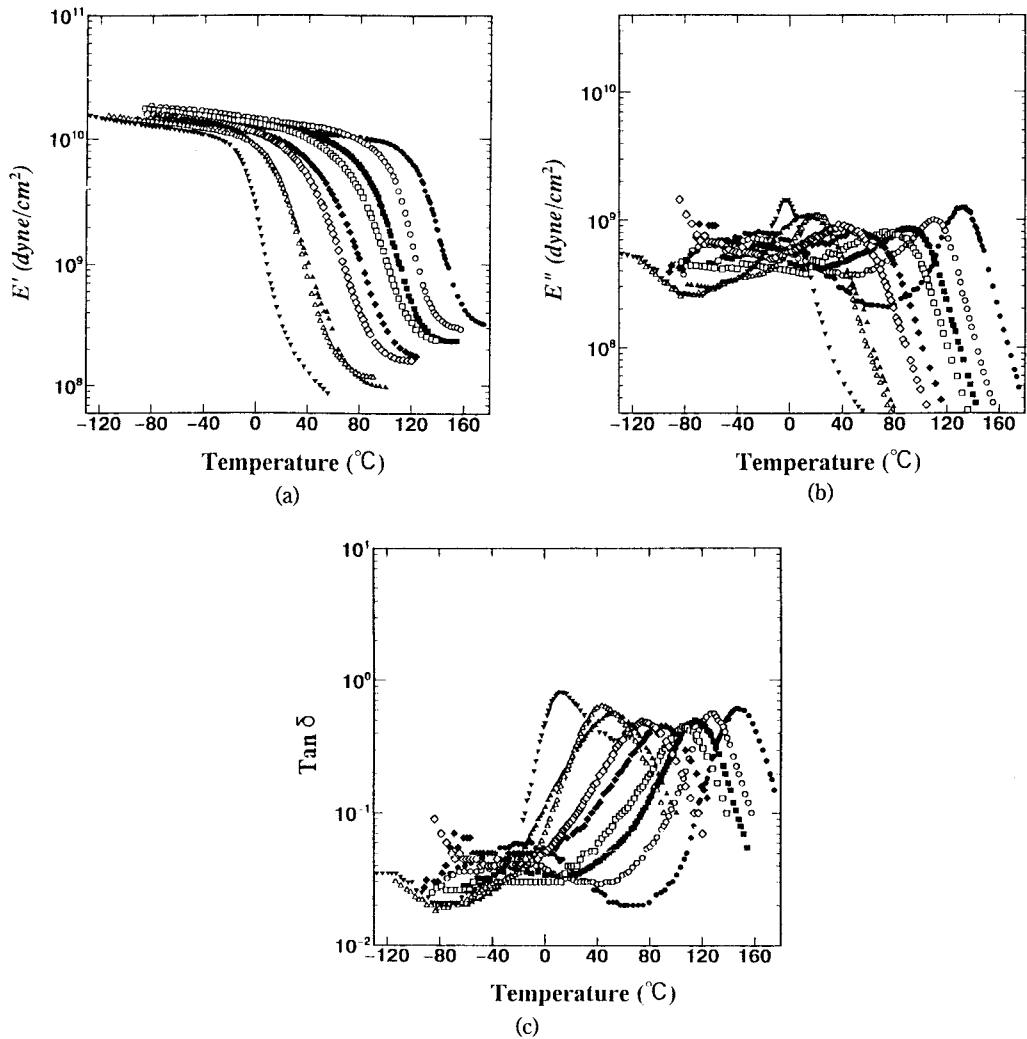 10¹¹
10¹⁰
10⁹
10⁸
E' (dyne/cm²)
−120 −80 −40 0 40 80 120 160
Temperature (℃)
(a)
10¹⁰
10⁹
10⁸
E" (dyne/cm²)
−120 −80 −40 0 40 80 120 160
Temperature (℃)
(b)
10¹
10⁰
10⁻¹
10⁻²
Tan δ
−120 −80 −40 0 40 80 120 160
Temperature (℃)
(c)